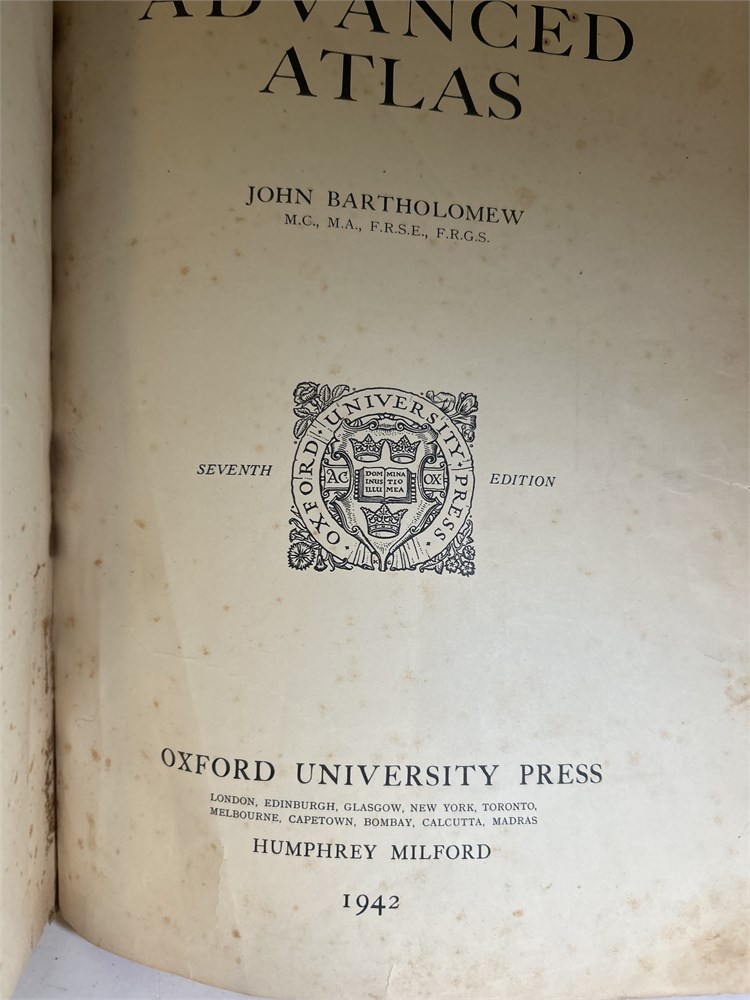 ADVANCED
ATLAS
JOHN BARTHOLOMEW
M.C., M.A., F.R.S.E., F.R.G.S.
SEVENTH
OXFORD · UNIVERSITY · PRESS
AC
DOM MINA
INUS TIO
ILLU MEA
OX
EDITION
OXFORD UNIVERSITY PRESS
LONDON, EDINBURGH, GLASGOW, NEW YORK, TORONTO,
MELBOURNE, CAPETOWN, BOMBAY, CALCUTTA, MADRAS
HUMPHREY MILFORD
1942